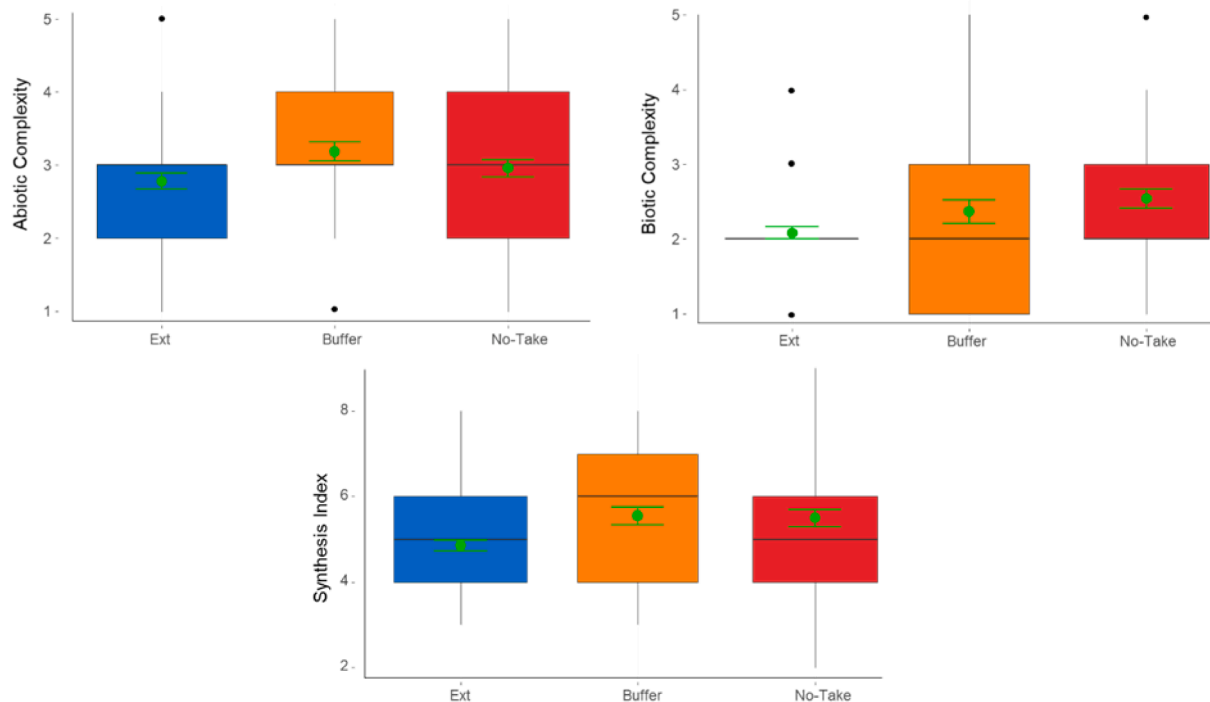 Abiotic Complexity
5
4
3
2
1
Ext Buffer No-Take
Biotic Complexity
5
4
3
2
1
Ext Buffer No-Take
Synthesis Index
8
6
4
2
Ext Buffer No-Take